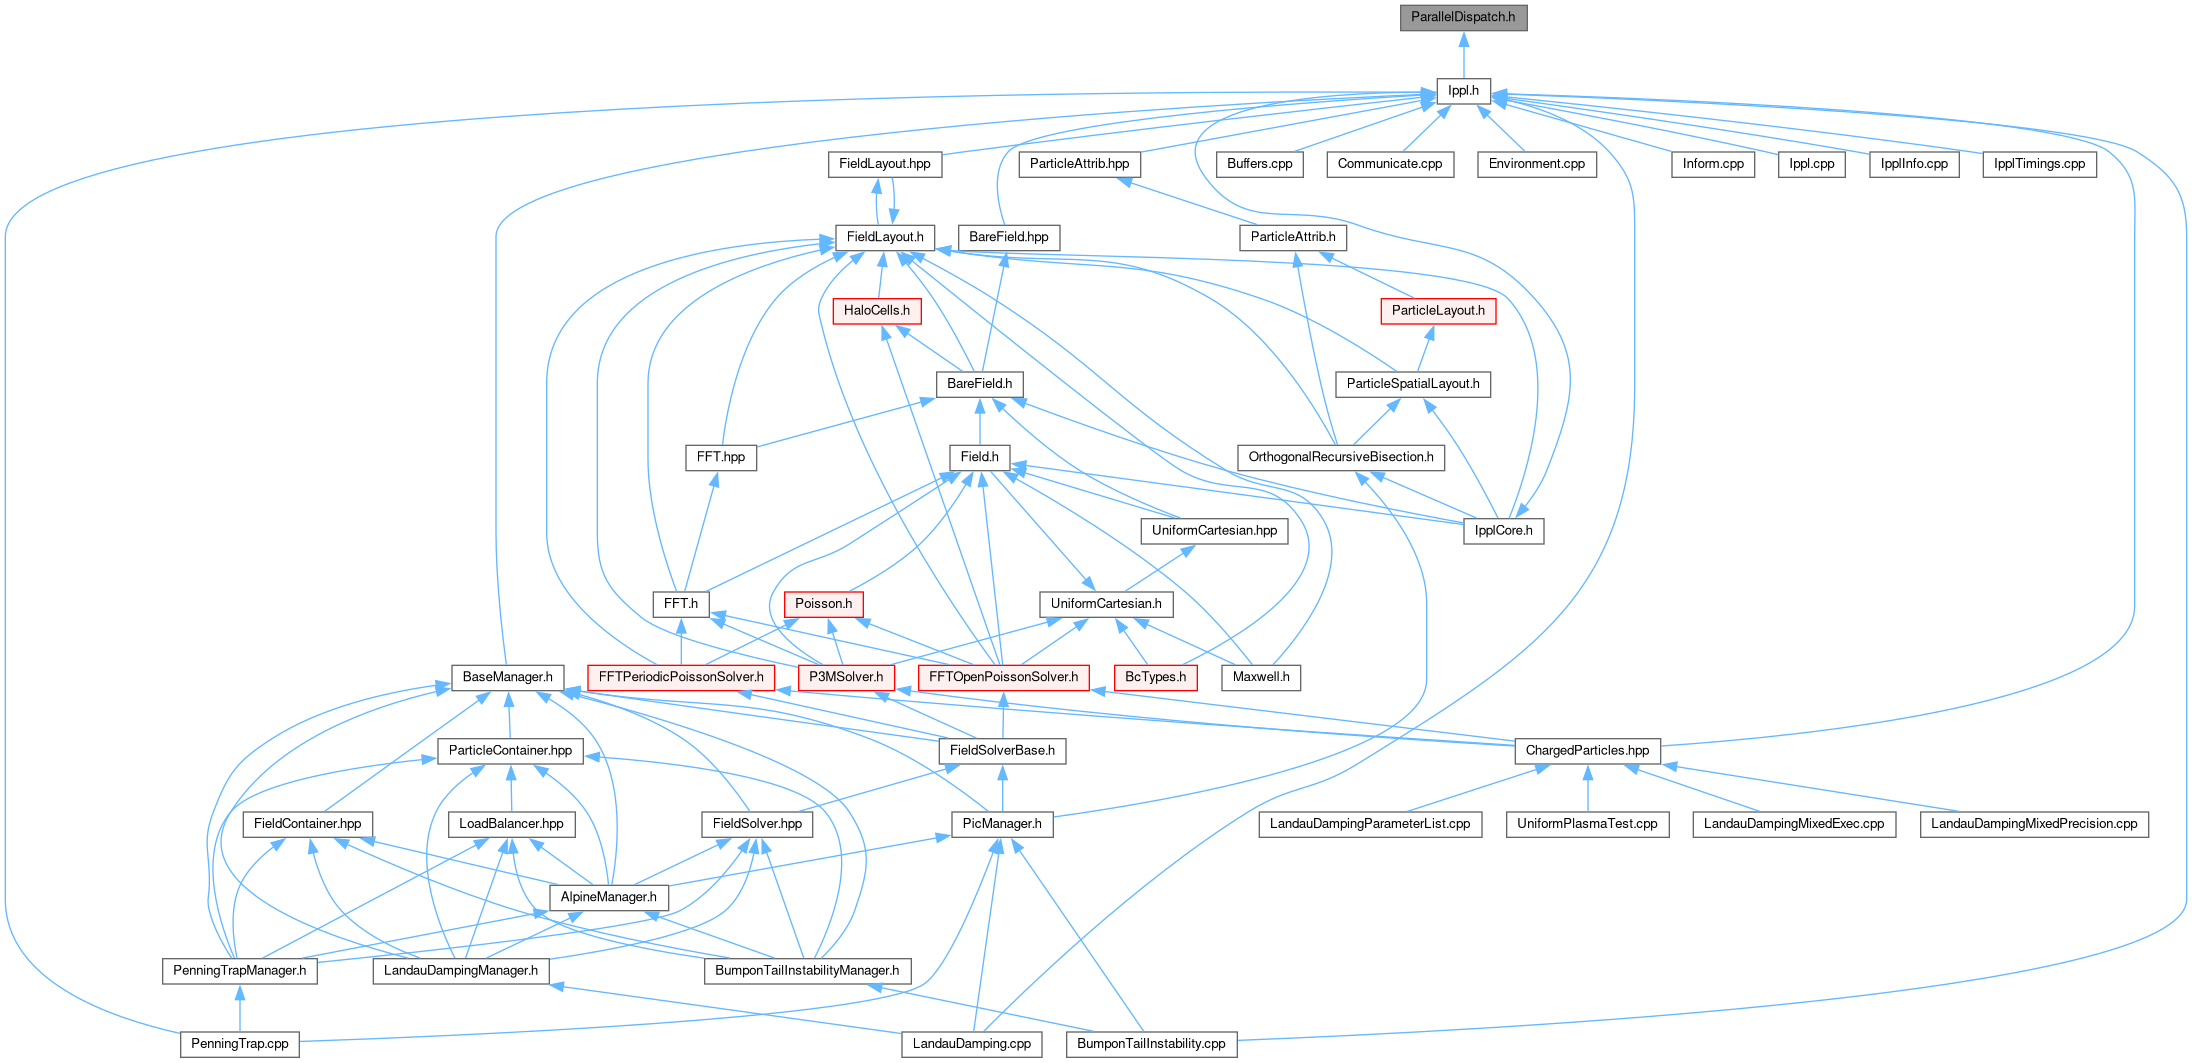 ParallelDispatch.h
Ippl.h
FieldLayout.hpp
ParticleAttrib.hpp
Buffers.cpp
Communicate.cpp
Environment.cpp
Inform.cpp
Ippl.cpp
IpplInfo.cpp
IpplTimings.cpp
FieldLayout.h
BareField.hpp
ParticleAttrib.h
HaloCells.h
ParticleLayout.h
BareField.h
ParticleSpatialLayout.h
FFT.hpp
Field.h
OrthogonalRecursiveBisection.h
UniformCartesian.hpp
IpplCore.h
FFT.h
Poisson.h
UniformCartesian.h
BaseManager.h
FFTPeriodicPoissonSolver.h
P3MSolver.h
FFTOpenPoissonSolver.h
BcTypes.h
Maxwell.h
ParticleContainer.hpp
FieldSolverBase.h
ChargedParticles.hpp
FieldContainer.hpp
LoadBalancer.hpp
FieldSolver.hpp
PicManager.h
LandauDampingParameterList.cpp
UniformPlasmaTest.cpp
LandauDampingMixedExec.cpp
LandauDampingMixedPrecision.cpp
AlpineManager.h
PenningTrapManager.h
LandauDampingManager.h
BumponTailInstabilityManager.h
PenningTrap.cpp
LandauDamping.cpp
BumponTailInstability.cpp